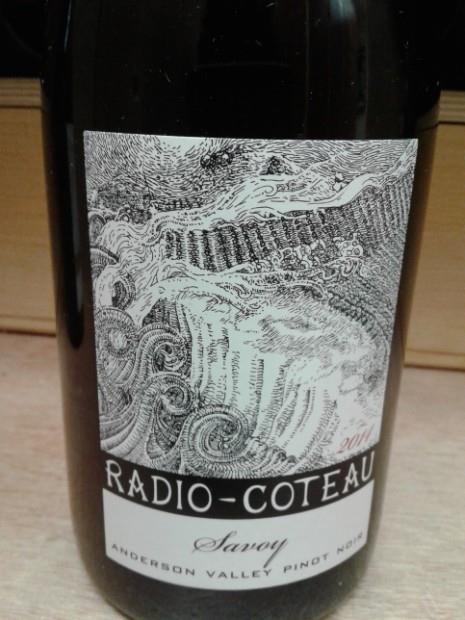 2011
RADIO-COTEAU
Savoy
ANDERSON VALLEY PINOT NOIR